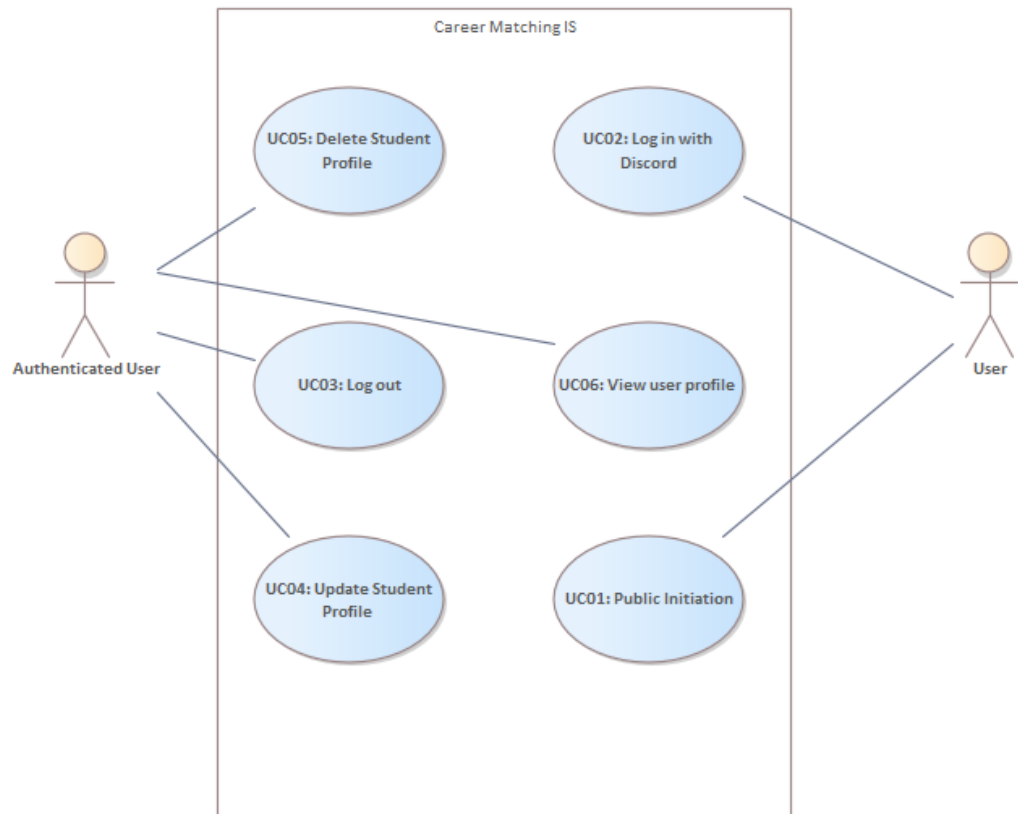 Career Matching IS
UC05: Delete Student
Profile
UC02: Log in with
Discord
Authenticated User
UC03: Log out
UC06: View user profile
User
UC04: Update Student
Profile
UC01: Public Initiation